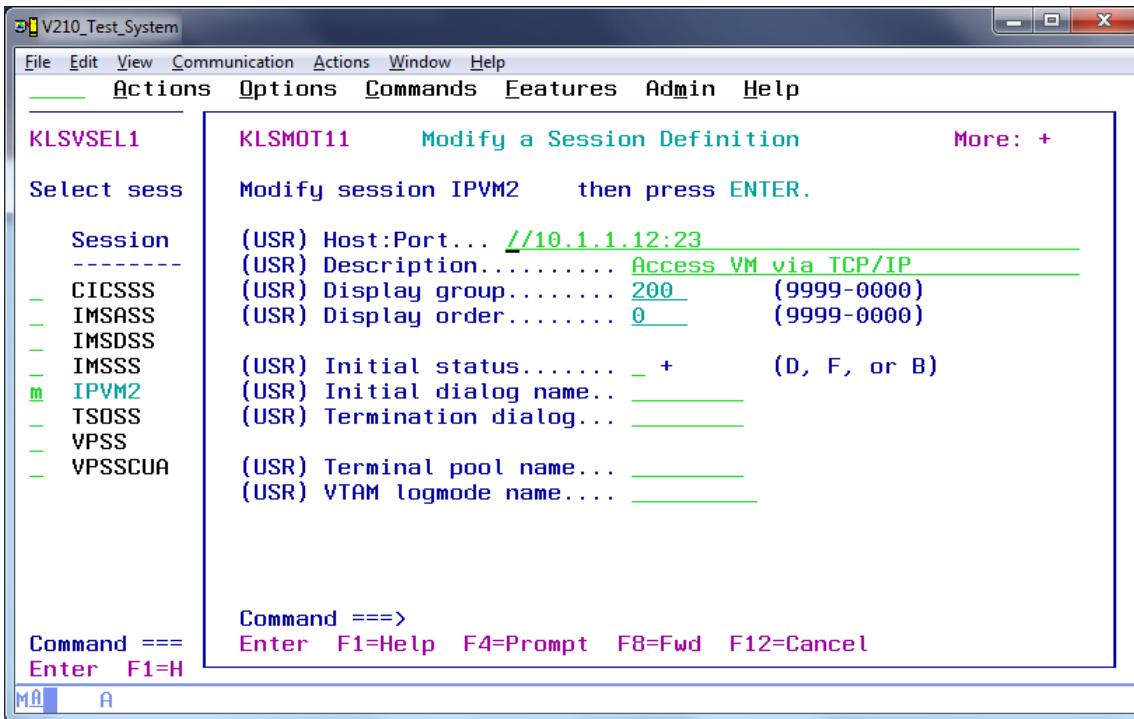 V210_Test_System
File Edit View Communication Actions Window Help
____ Actions Options Commands Features Admin Help
KLSVSEL1
Select sess
Session
--------
_ CICSSS
_ IMSASS
_ IMSDSS
_ IMSSS
m IPVM2
_ TSOSS
_ VPSS
_ VPSSCUA
Command ===
Enter F1=H
KLSMOT11 Modify a Session Definition More: +
Modify session IPVM2 then press ENTER.
(USR) Host:Port... //10.1.1.12:23
(USR) Description.......... Access VM via TCP/IP
(USR) Display group........ 200 (9999-0000)
(USR) Display order........ 0 (9999-0000)
(USR) Initial status....... _ + (D, F, or B)
(USR) Initial dialog name.. ________
(USR) Termination dialog... ________
(USR) Terminal pool name... ________
(USR) VTAM logmode name.... _________
Command ===>
Enter F1=Help F4=Prompt F8=Fwd F12=Cancel
MA A